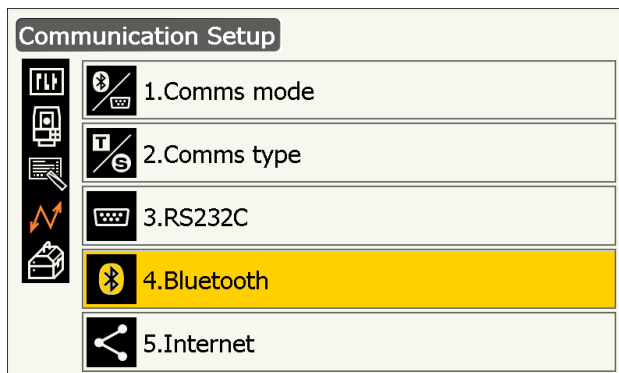 Communication Setup
1.Comms mode
T S 2.Comms type
3.RS232C
4.Bluetooth
5.Internet